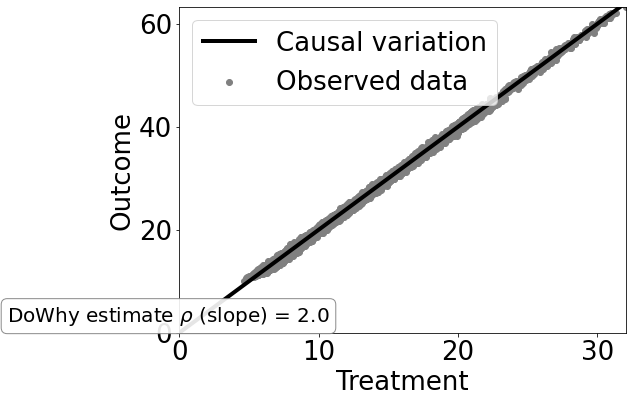 60
40
20
0
Outcome
Causal variation
Observed data
DoWhy estimate ρ (slope) = 2.0
0 10 20 30
Treatment